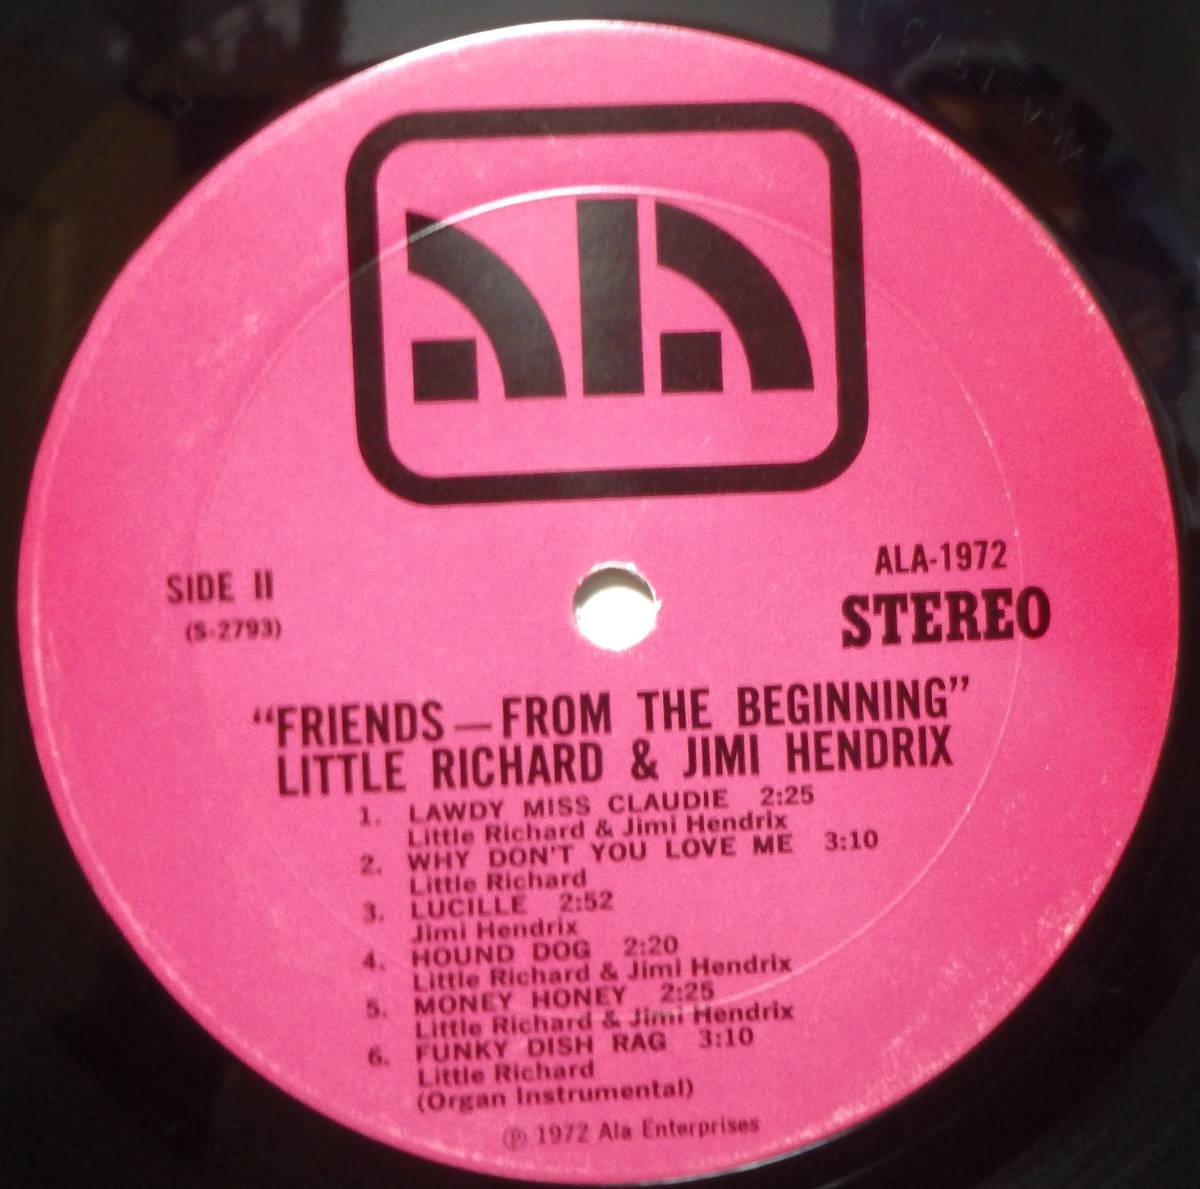 ala
SIDE II
(S-2793)
ALA-1972
STEREO
"FRIENDS — FROM THE BEGINNING"
LITTLE RICHARD & JIMI HENDRIX
1. LAWDY MISS CLAUDIE 2:25
Little Richard & Jimi Hendrix
2. WHY DON'T YOU LOVE ME 3:10
Little Richard
3. LUCILLE 2:52
Jimi Hendrix
4. HOUND DOG 2:20
Little Richard & Jimi Hendrix
5. MONEY HONEY 2:25
Little Richard & Jimi Hendrix
6. FUNKY DISH RAG 3:10
Little Richard
(Organ Instrumental)
℗ 1972 Ala Enterprises